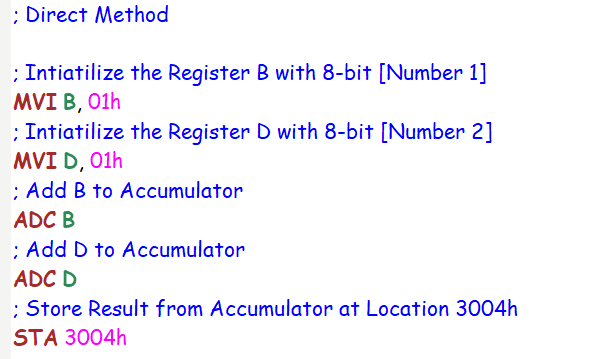 ; Direct Method
; Intiatilize the Register B with 8-bit [Number 1]
MVI B, 01h
; Intiatilize the Register D with 8-bit [Number 2]
MVI D, 01h
; Add B to Accumulator
ADC B
; Add D to Accumulator
ADC D
; Store Result from Accumulator at Location 3004h
STA 3004h